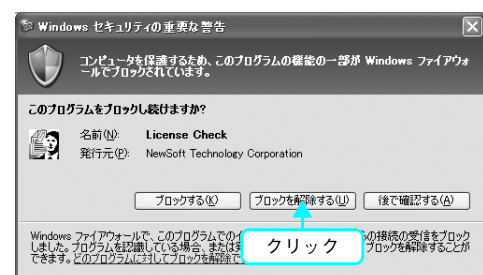 Windows セキュリティの重要な警告
コンピュータを保護するため、このプログラムの機能の一部が Windows ファイアウォ
ールでブロックされています。
このプログラムをブロックし続けますか?
名前(N): License Check
発行元(P): NewSoft Technology Corporation
ブロックする(K) ブロックを解除する(U) 後で確認する(A)
クリック
Windows ファイアウォールで、このプログラムでの の接続の受信をブロック
しました。プログラムを認識している場合、または ブロックを解除することが
できます。どのプログラムに対してブロックを解除で